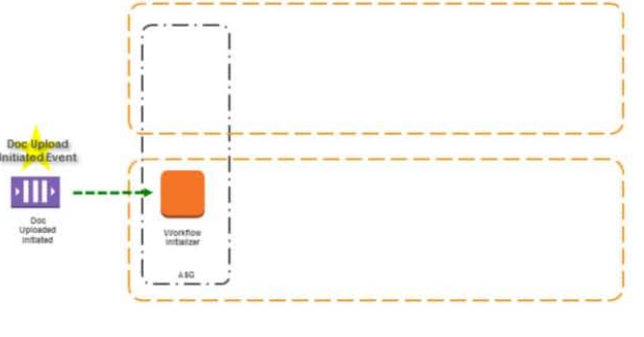 Doc Upload
Initiated Event
Doc
Uploaded
Initiated
Workflow
Initializer
ASG